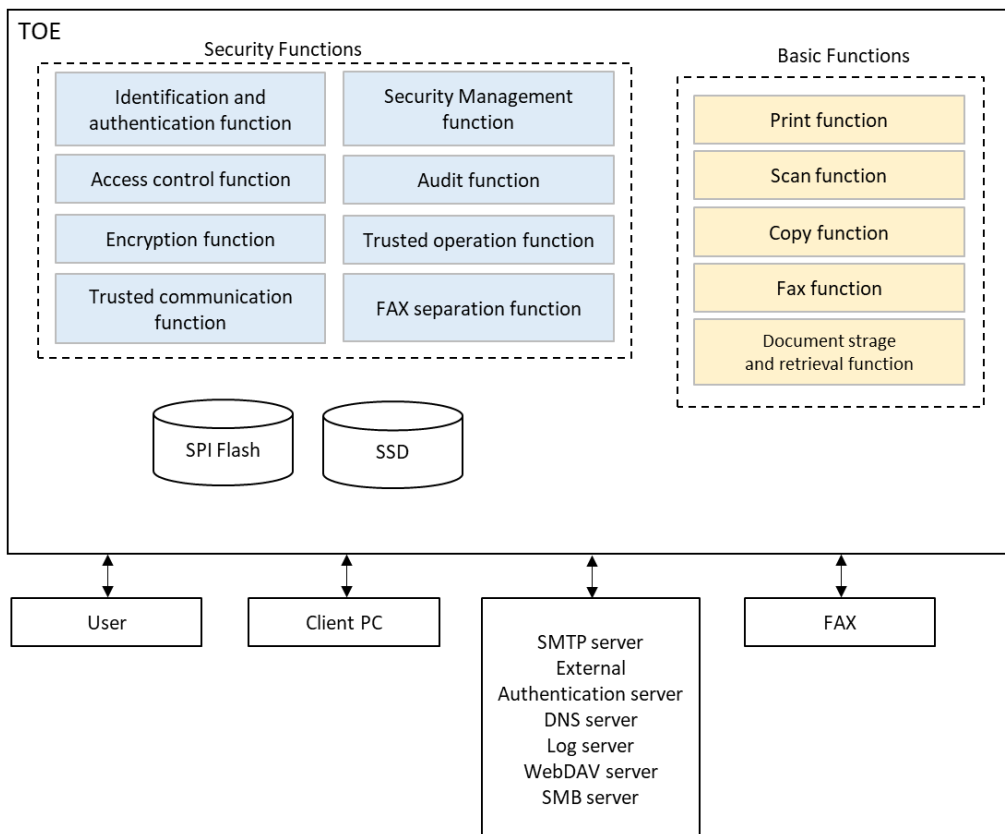 TOE
Security Functions
Identification and
authentication function
Security Management
function
Access control function
Audit function
Encryption function
Trusted operation function
Trusted communication
function
FAX separation function
Basic Functions
Print function
Scan function
Copy function
Fax function
Document strage
and retrieval function
SPI Flash
SSD
User
Client PC
SMTP server
External
Authentication server
DNS server
Log server
WebDAV server
SMB server
FAX